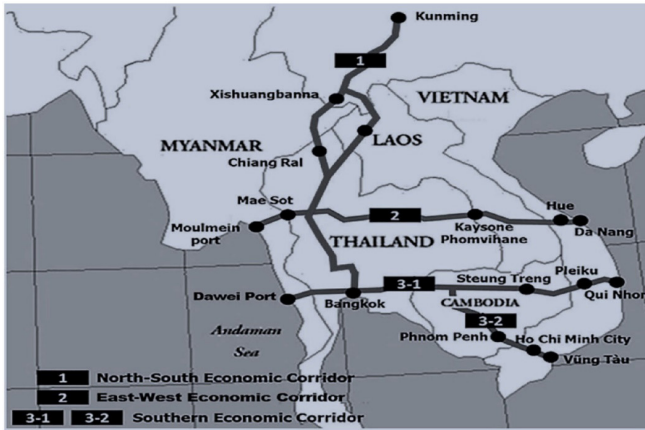 Kunming
1
Xishuangbanna
VIETNAM
MYANMAR
LAOS
Chiang Ral
Mae Sot
Hue
2
Moulmein
port
Kaysone
Phomvihane
Da Nang
THAILAND
Steung Treng
Pleiku
3-1
Dawei Port
Bangkok
CAMBODIA
Qui Nhon
Andaman
Sea
3-2
Phnom Penh
Ho Chi Minh City
Vũng Tàu
1 North-South Economic Corridor
2 East-West Economic Corridor
3-1 3-2 Southern Economic Corridor